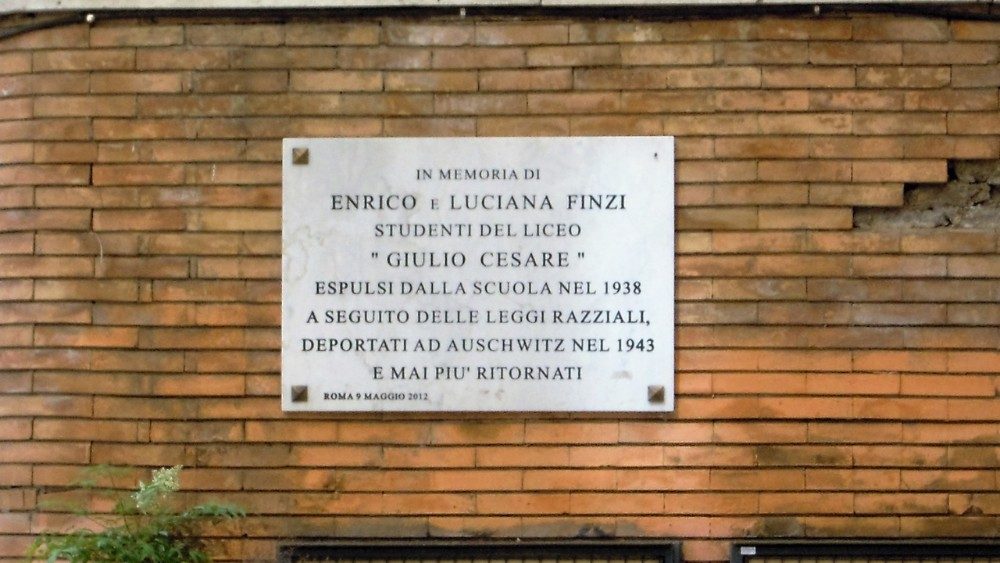 IN MEMORIA DI
ENRICO E LUCIANA FINZI
STUDENTI DEL LICEO
" GIULIO CESARE "
ESPULSI DALLA SCUOLA NEL 1938
A SEGUITO DELLE LEGGI RAZZIALI,
DEPORTATI AD AUSCHWITZ NEL 1943
E MAI PIU' RITORNATI
ROMA 9 MAGGIO 2012